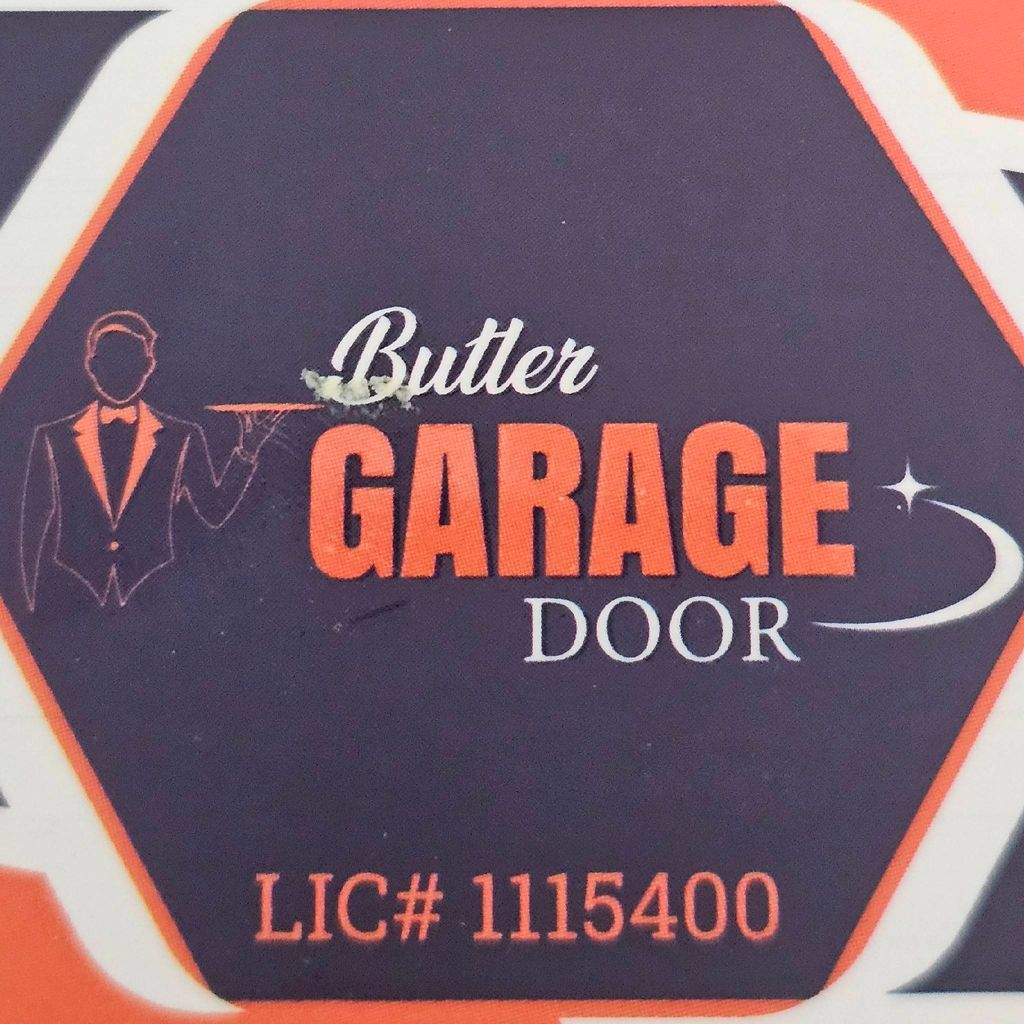 Butler
GARAGE
DOOR
LIC# 1115400